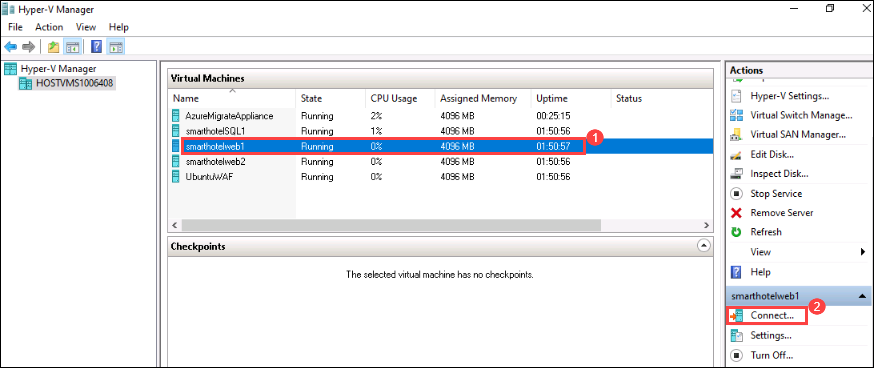 Hyper-V Manager
File Action View Help
Hyper-V Manager
HOSTVMS1006408
Virtual Machines
Name State CPU Usage Assigned Memory Uptime Status
AzureMigrateAppliance Running 2% 4096 MB 00:25:15
smarthotelSQL1 Running 1% 4096 MB 01:50:56
smarthotelweb1 Running 0% 4096 MB 01:50:57
1
smarthotelweb2 Running 0% 4096 MB 01:50:56
UbuntuWAF Running 0% 4096 MB 01:50:56
Checkpoints
The selected virtual machine has no checkpoints.
Actions
Hyper-V Settings...
Virtual Switch Manage...
Virtual SAN Manager...
Edit Disk...
Inspect Disk...
Stop Service
Remove Server
Refresh
View
Help
smarthotelweb1
2
Connect...
Settings...
Turn Off...